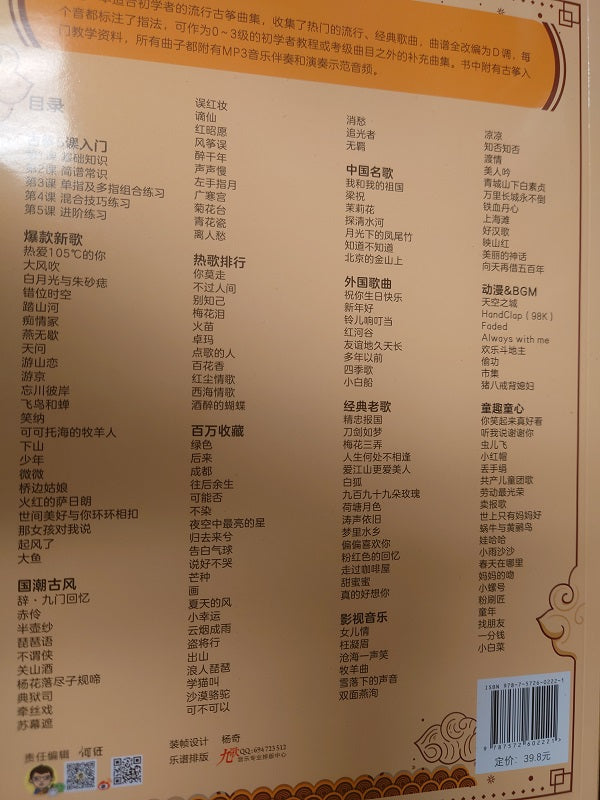 本适合初学者的流行古筝曲集,收集了热门的流行、经典歌曲,曲谱全改编为D调,每
个音都标注了指法,可作为0~3级的初学者教程或考级曲目之外的补充曲集。书中附有古筝入
门教学资料,所有曲子都附有MP3音乐伴奏和演奏示范音频。
目录
课入门
基础知识
第2课 简谱常识
第3课 单指及多指组合练习
第4课 混合技巧练习
第5课 进阶练习
爆款新歌
热爱105℃的你
大风吹
白月光与朱砂痣
错位时空
踏山河
痴情冢
燕无歇
天问
游山恋
游京
忘川彼岸
飞鸟和蝉
笑纳
可可托海的牧羊人
下山
少年
微微
桥边姑娘
火红的萨日朗
世间美好与你环环相扣
那女孩对我说
起风了
大鱼
国潮古风
辞·九门回忆
赤伶
半壶纱
琵琶语
不谓侠
关山酒
杨花落尽子规啼
典狱司
牵丝戏
苏幕遮
误红妆
谪仙
红昭愿
风筝误
醉千年
声声慢
左手指月
广寒宫
菊花台
青花瓷
离人愁
热歌排行
你莫走
不过人间
别知己
梅花泪
火苗
卓玛
点歌的人
百花香
红尘情歌
西海情歌
酒醉的蝴蝶
百万收藏
绿色
后来
成都
往后余生
可能否
不染
夜空中最亮的星
归去来兮
告白气球
说好不哭
芒种
画
夏天的风
小幸运
云烟成雨
盗将行
出山
浪人琵琶
学猫叫
沙漠骆驼
可不可以
消愁
追光者
无羁
中国名歌
我和我的祖国
梁祝
茉莉花
探清水河
月光下的凤尾竹
知道不知道
北京的金山上
外国歌曲
祝你生日快乐
新年好
铃儿响叮当
红河谷
友谊地久天长
多年以前
四季歌
小白船
经典老歌
精忠报国
刀剑如梦
梅花三弄
人生何处不相逢
爱江山更爱美人
白狐
九百九十九朵玫瑰
荷塘月色
涛声依旧
梦里水乡
偏偏喜欢你
粉红色的回忆
走过咖啡屋
甜蜜蜜
真的好想你
影视音乐
女儿情
枉凝眉
沧海一声笑
牧羊曲
雪落下的声音
双面燕洵
凉凉
知否知否
渡情
美人吟
青城山下白素贞
万里长城永不倒
铁血丹心
上海滩
好汉歌
映山红
美丽的神话
向天再借五百年
动漫&BGM
天空之城
HandClap(98K)
Faded
Always with me
欢乐斗地主
偷功
市集
猪八戒背媳妇
童趣童心
你笑起来真好看
听我说谢谢你
虫儿飞
小红帽
丢手绢
共产儿童团歌
劳动最光荣
卖报歌
世上只有妈妈好
蜗牛与黄鹂鸟
娃哈哈
小雨沙沙
春天在哪里
妈妈的吻
小螺号
粉刷匠
童年
找朋友
一分钱
小白菜
责任编辑
装帧设计 杨奇
乐谱排版
QQ:694723512
音乐专业排版中心
ISBN 978-7-5726-0222-1
9 787572 602221 >
定价:39.8元